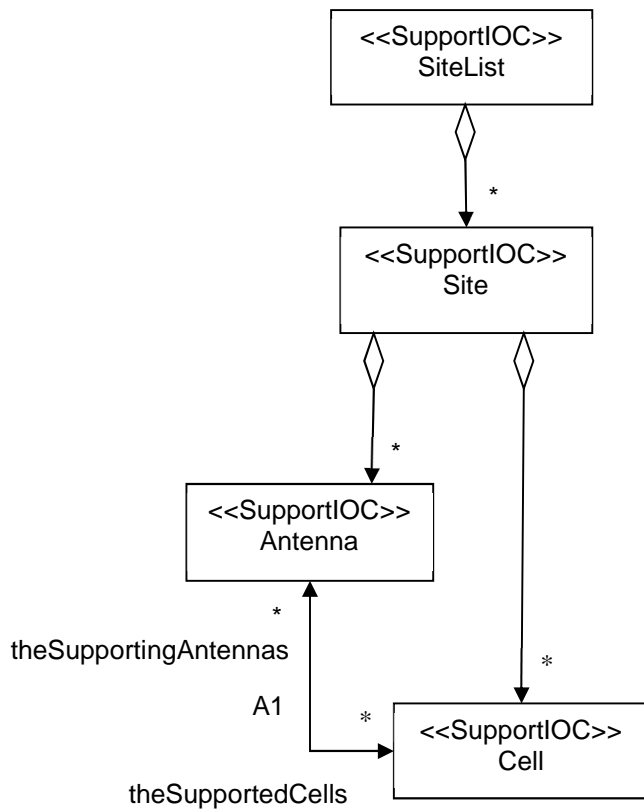 <<SupportIOC>>
SiteList
*
<<SupportIOC>>
Site
*
<<SupportIOC>>
Antenna
*
theSupportingAntennas
*
A1
*
<<SupportIOC>>
Cell
theSupportedCells